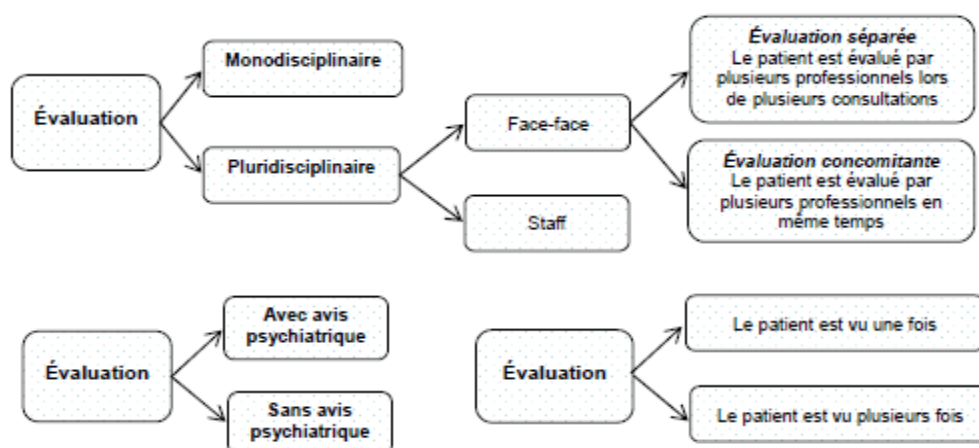 Évaluation
Monodisciplinaire
Pluridisciplinaire
Face-face
Staff
Évaluation séparée
Le patient est évalué par
plusieurs professionnels lors
de plusieurs consultations
Évaluation concomitante
Le patient est évalué par
plusieurs professionnels en
même temps
Évaluation
Avec avis
psychiatrique
Sans avis
psychiatrique
Évaluation
Le patient est vu une fois
Le patient est vu plusieurs fois